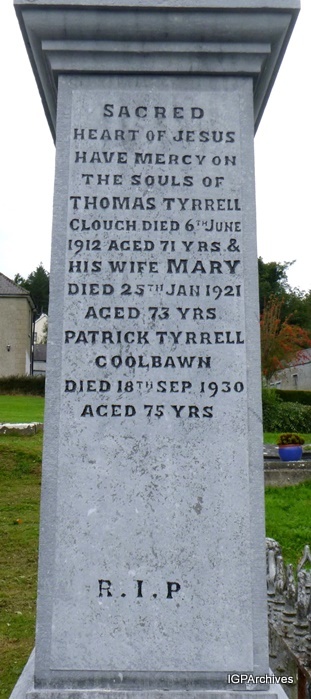 SACRED
HEART OF JESUS
HAVE MERCY ON
THE SOULS OF
THOMAS TYRRELL
CLOUGH DIED 6TH JUNE
1912 AGED 71 YRS. &
HIS WIFE MARY
DIED 25TH JAN 1921
AGED 73 YRS.
PATRICK TYRRELL
COOLBAWN
DIED 18TH SEP. 1930
AGED 75 YRS
R.I.P.
IGPArchives